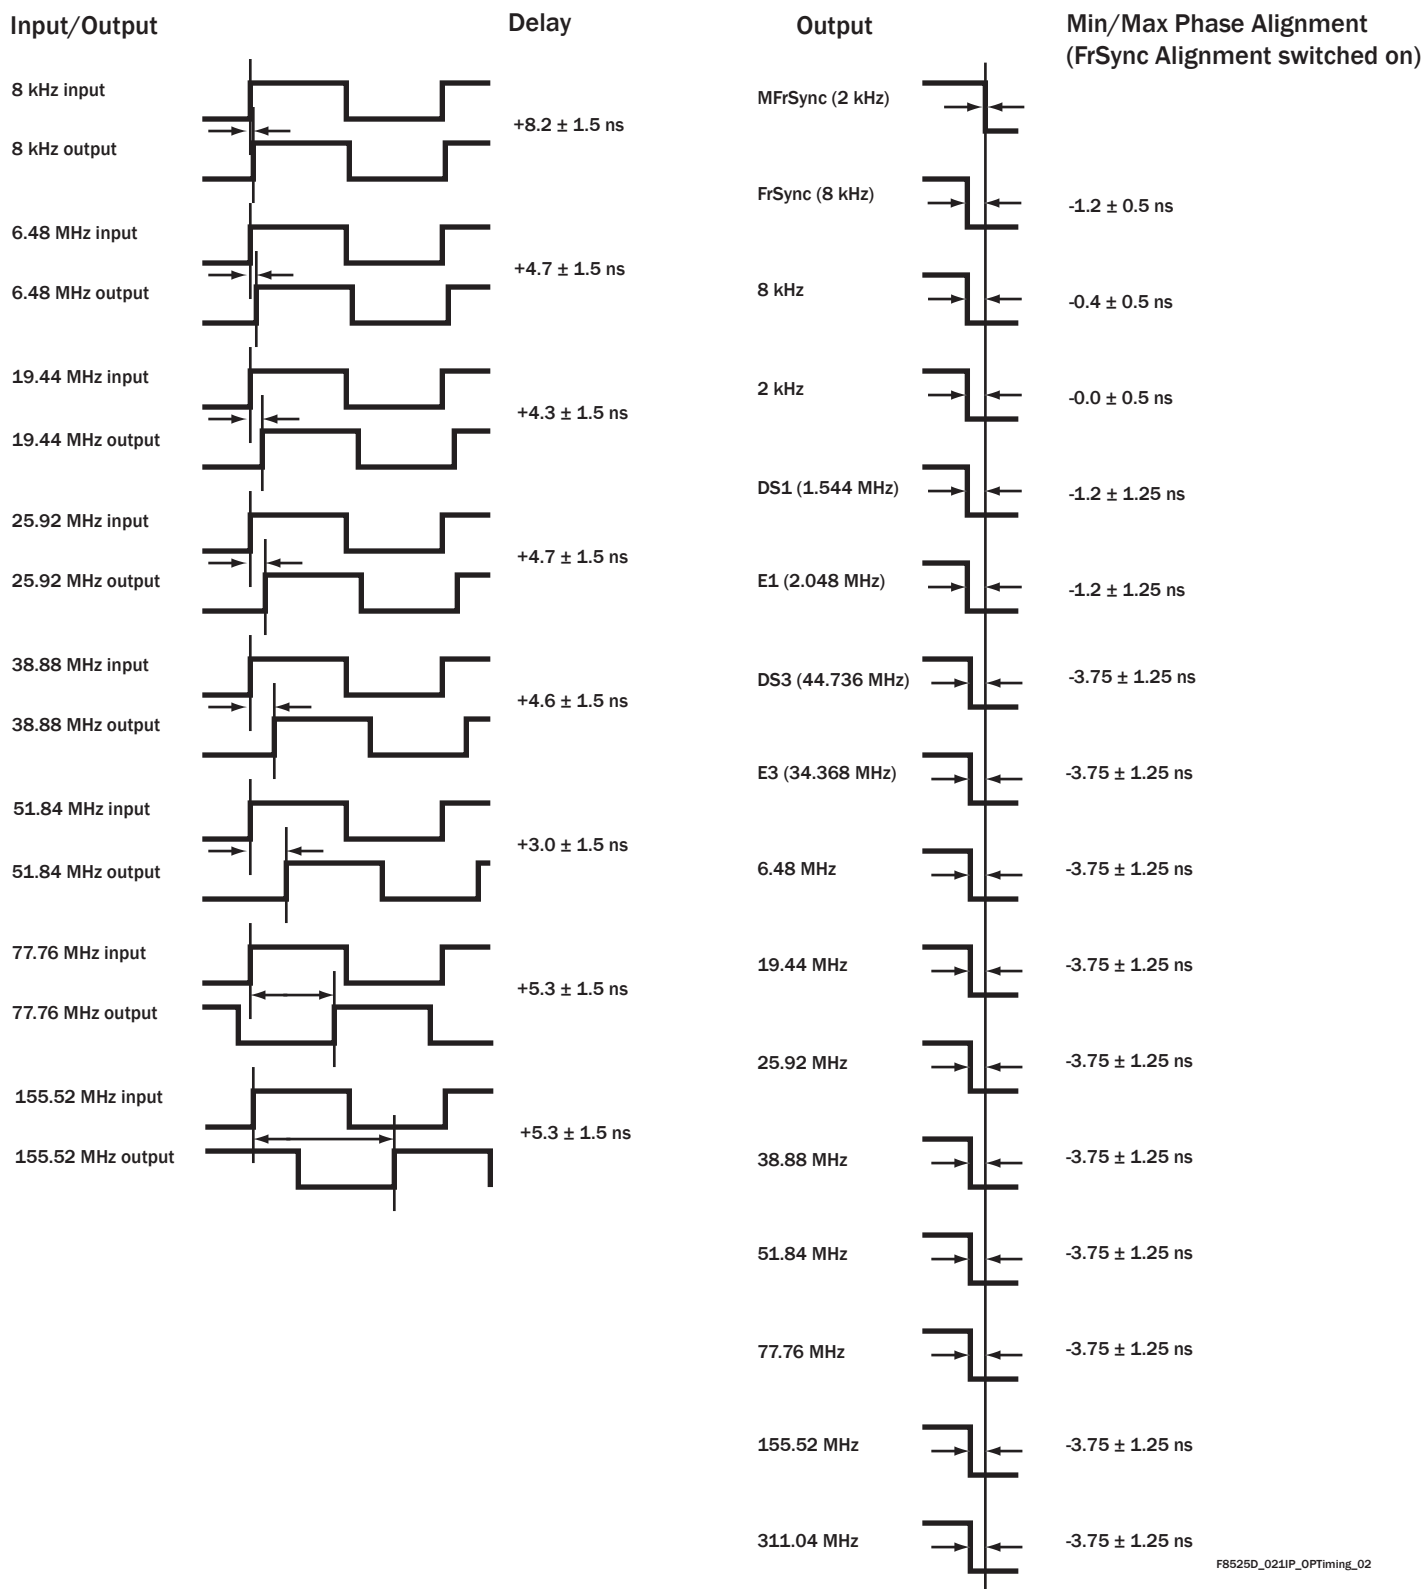 Input/Output
Delay
8 kHz input
8 kHz output
+8.2 ± 1.5 ns
6.48 MHz input
6.48 MHz output
+4.7 ± 1.5 ns
19.44 MHz input
19.44 MHz output
+4.3 ± 1.5 ns
25.92 MHz input
25.92 MHz output
+4.7 ± 1.5 ns
38.88 MHz input
38.88 MHz output
+4.6 ± 1.5 ns
51.84 MHz input
51.84 MHz output
+3.0 ± 1.5 ns
77.76 MHz input
77.76 MHz output
+5.3 ± 1.5 ns
155.52 MHz input
155.52 MHz output
+5.3 ± 1.5 ns
Output
Min/Max Phase Alignment
(FrSync Alignment switched on)
MFrSync (2 kHz)
FrSync (8 kHz)
-1.2 ± 0.5 ns
8 kHz
-0.4 ± 0.5 ns
2 kHz
-0.0 ± 0.5 ns
DS1 (1.544 MHz)
-1.2 ± 1.25 ns
E1 (2.048 MHz)
-1.2 ± 1.25 ns
DS3 (44.736 MHz)
-3.75 ± 1.25 ns
E3 (34.368 MHz)
-3.75 ± 1.25 ns
6.48 MHz
-3.75 ± 1.25 ns
19.44 MHz
-3.75 ± 1.25 ns
25.92 MHz
-3.75 ± 1.25 ns
38.88 MHz
-3.75 ± 1.25 ns
51.84 MHz
-3.75 ± 1.25 ns
77.76 MHz
-3.75 ± 1.25 ns
155.52 MHz
-3.75 ± 1.25 ns
311.04 MHz
-3.75 ± 1.25 ns
F8525D_021IP_OPTiming_02